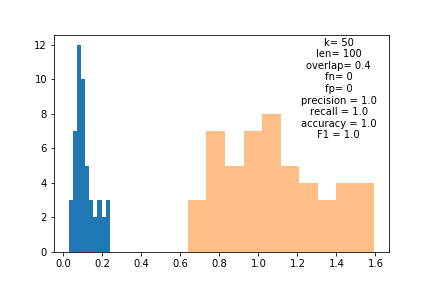 k= 50
len= 100
overlap= 0.4
fn= 0
fp= 0
precision = 1.0
recall = 1.0
accuracy = 1.0
F1 = 1.0
12
10
8
6
4
2
0
0.0 0.2 0.4 0.6 0.8 1.0 1.2 1.4 1.6